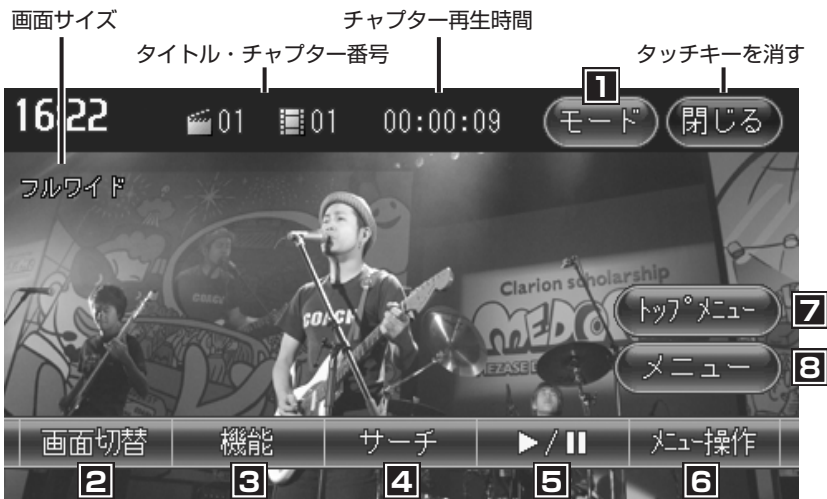 画面サイズ
チャプター再生時間
タイトル・チャプター番号
タッチキーを消す
16:22
01
01
00:00:09
1
モード
閉じる
フルワイド
Clarion scholarship
COACH
COACH
トップメニュー
7
メニュー
8
画面切替
機能
サーチ
►/II
メニュー操作
2
3
4
5
6